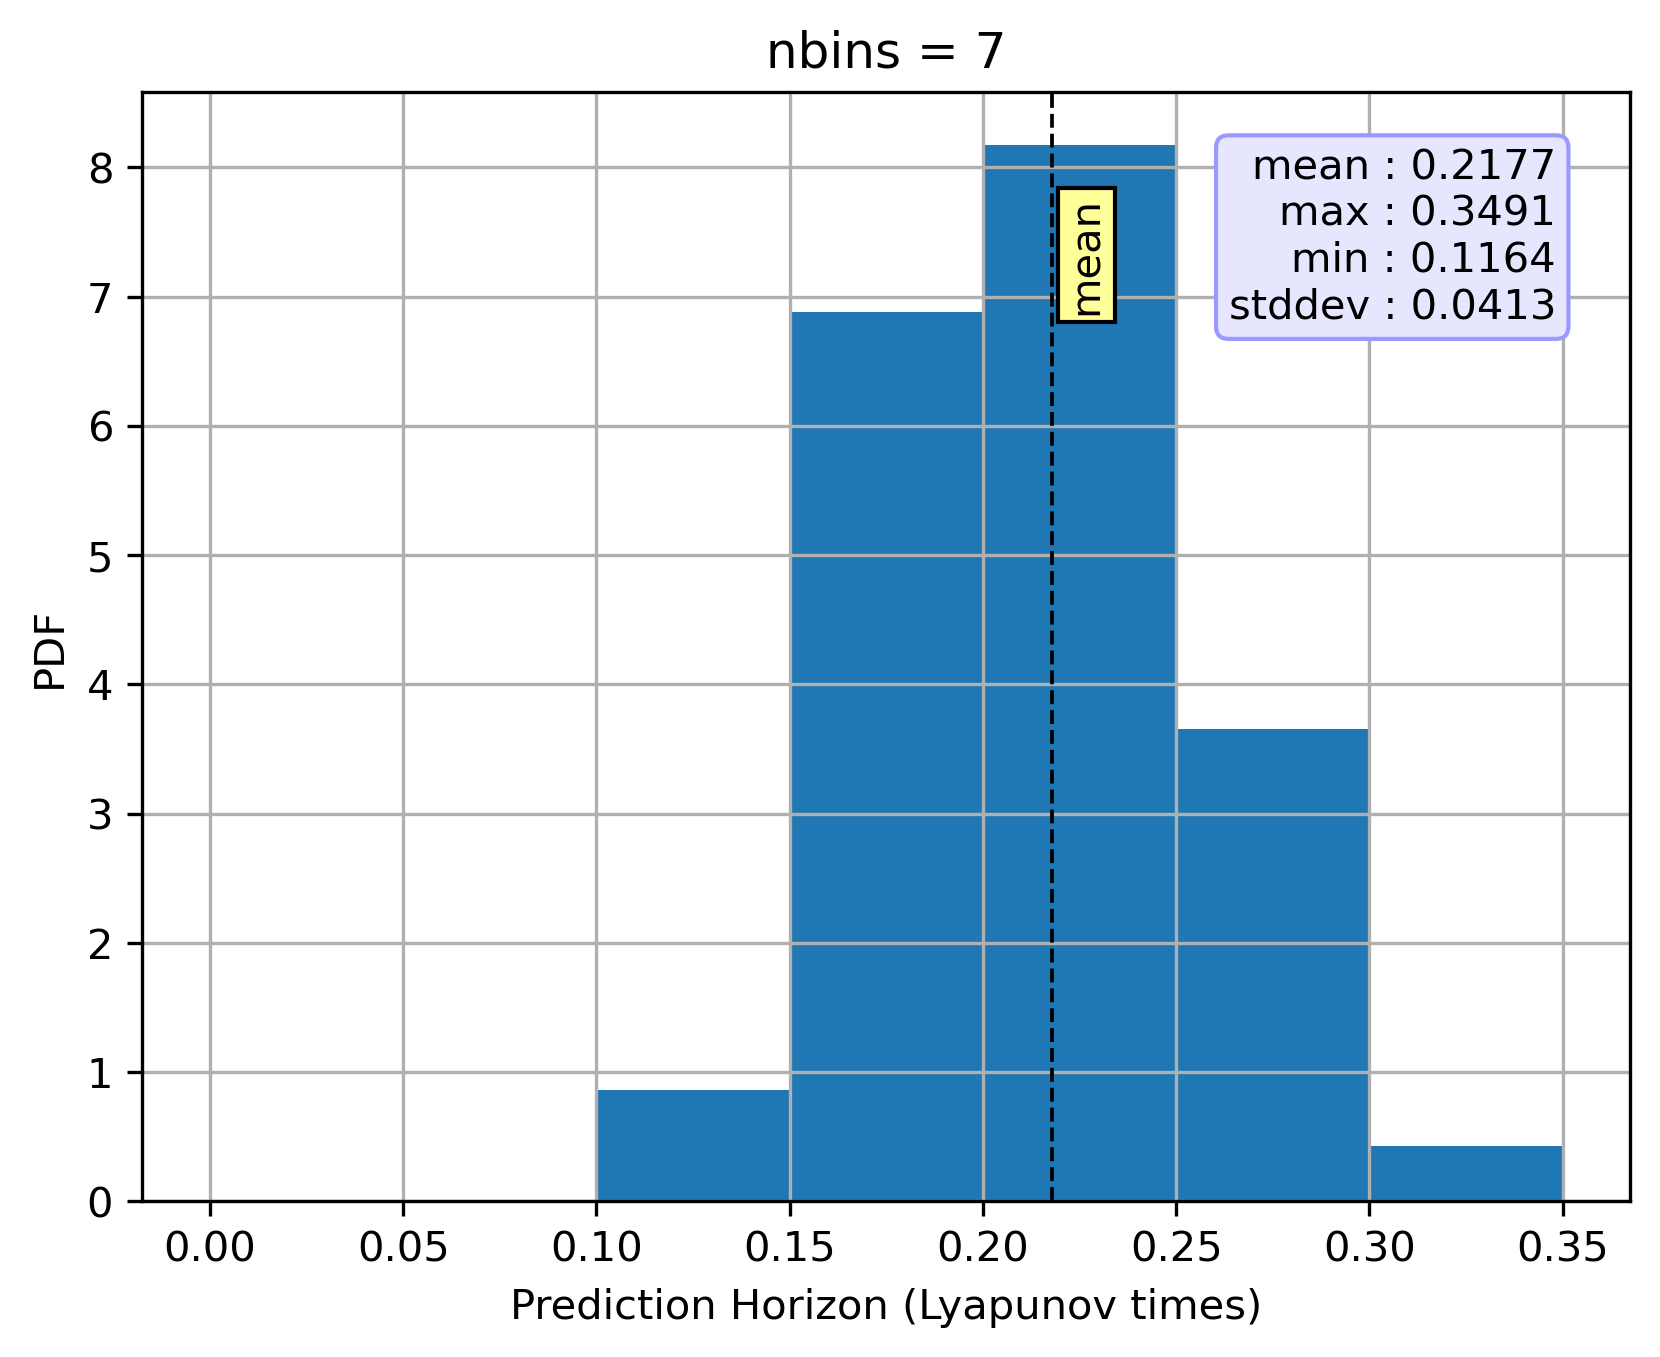 nbins = 7
mean : 0.2177
max : 0.3491
min : 0.1164
stddev : 0.0413
mean
PDF
8
7
6
5
4
3
2
1
0
0.00 0.05 0.10 0.15 0.20 0.25 0.30 0.35
Prediction Horizon (Lyapunov times)